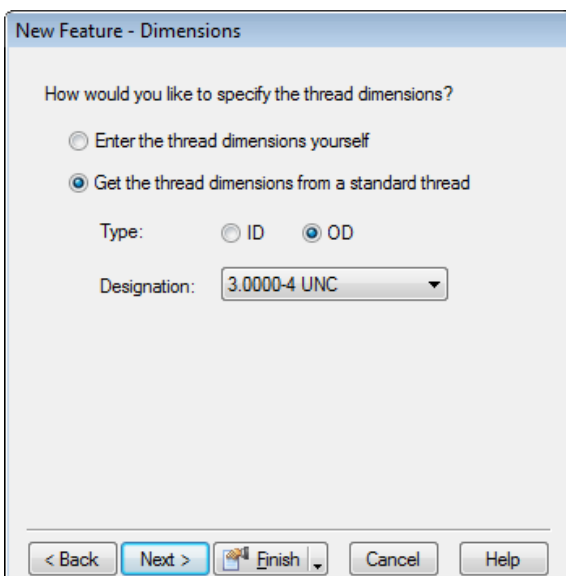 New Feature - Dimensions
How would you like to specify the thread dimensions?
Enter the thread dimensions yourself
Get the thread dimensions from a standard thread
Type: ID OD
Designation: 3.0000-4 UNC
< Back Next > Finish Cancel Help